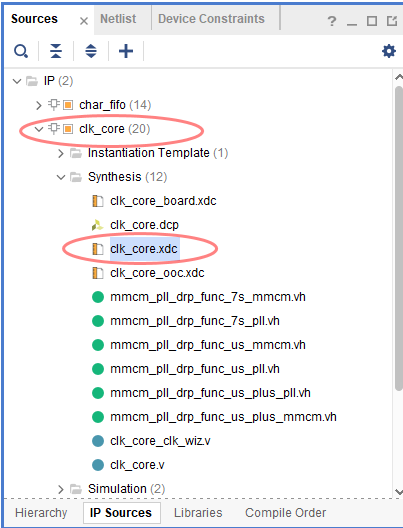 Sources
Netlist
Device Constraints
IP (2)
char_fifo (14)
clk_core (20)
Instantiation Template (1)
Synthesis (12)
clk_core_board.xdc
clk_core.dcp
clk_core.xdc
clk_core_ooc.xdc
mmcm_pll_drp_func_7s_mmcm.vh
mmcm_pll_drp_func_7s_pll.vh
mmcm_pll_drp_func_us_mmcm.vh
mmcm_pll_drp_func_us_pll.vh
mmcm_pll_drp_func_us_plus_pll.vh
mmcm_pll_drp_func_us_plus_mmcm.vh
clk_core_clk_wiz.v
clk_core.v
Simulation (2)
Hierarchy
IP Sources
Libraries
Compile Order